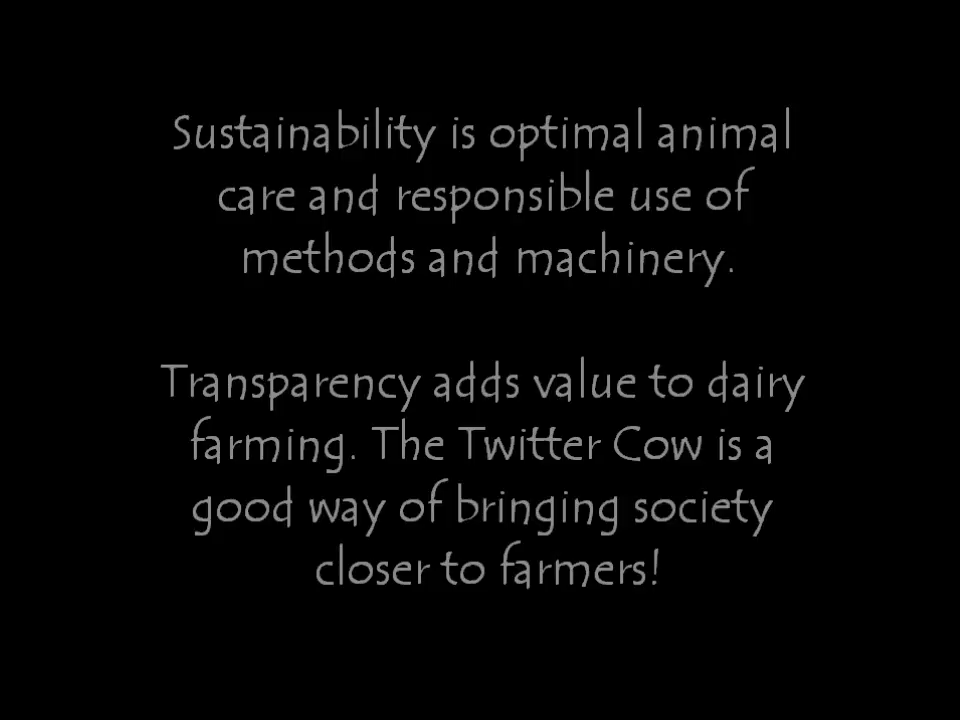 Sustainability is optimal animal
care and responsible use of
methods and machinery.
Transparency adds value to dairy
farming. The Twitter Cow is a
good way of bringing society
closer to farmers!